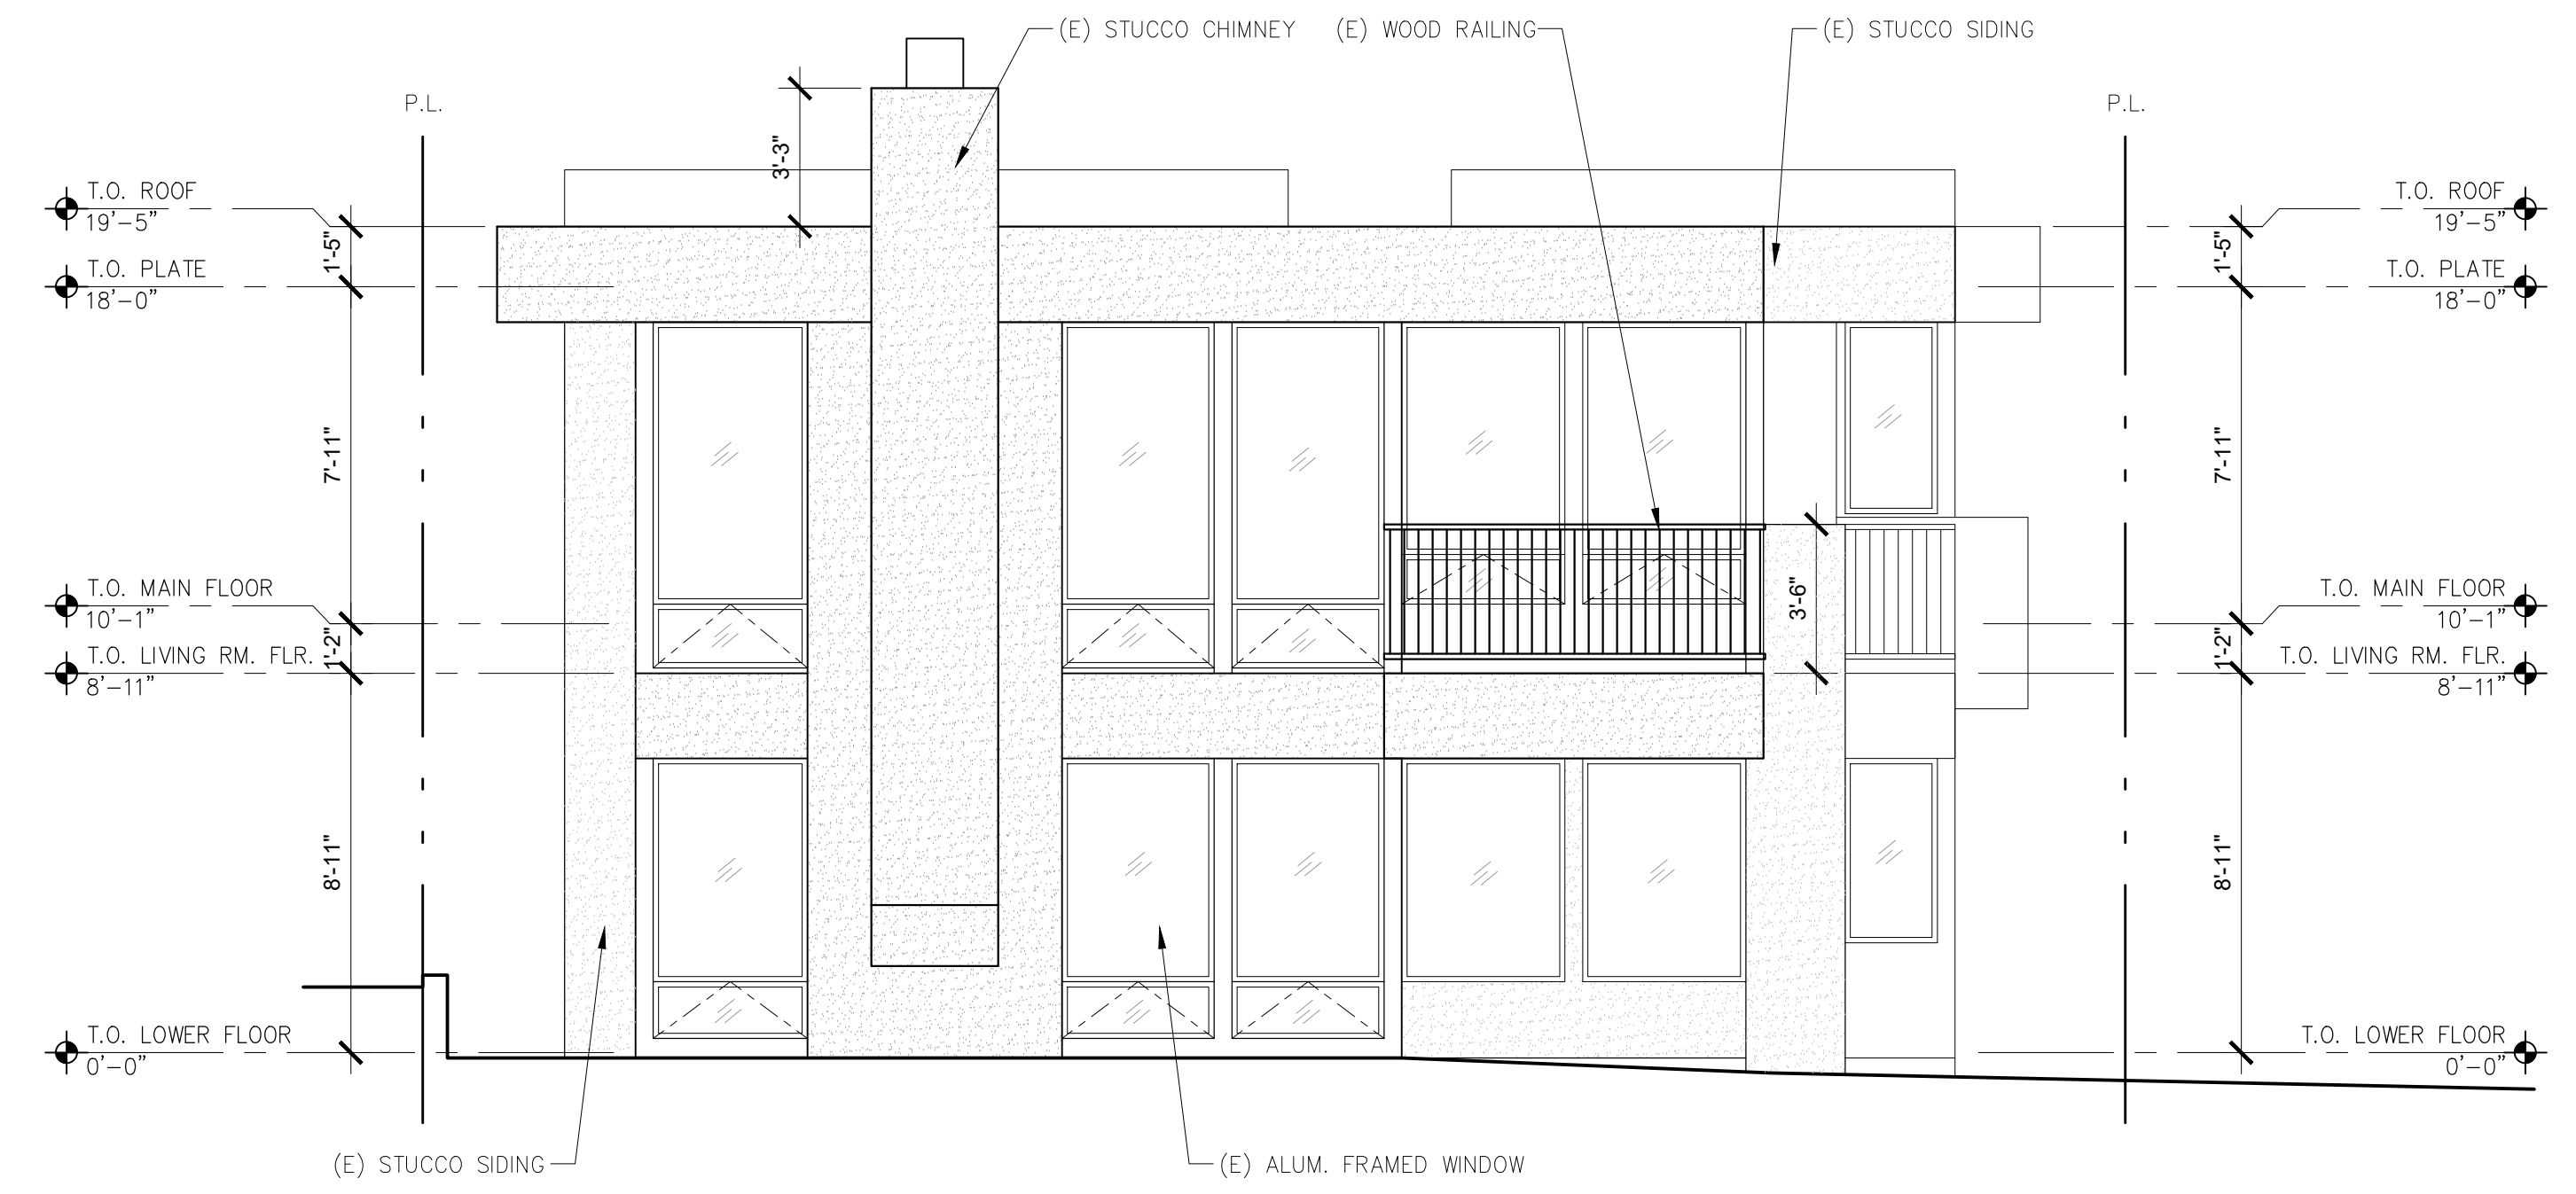 (E) STUCCO CHIMNEY
(E) WOOD RAILING
(E) STUCCO SIDING
P.L.
P.L.
3'-3"
T.O. ROOF
19'-5"
1'-5"
T.O. PLATE
18'-0"
7'-11"
T.O. MAIN FLOOR
10'-1"
1'-2"
T.O. LIVING RM. FLR.
8'-11"
8'-11"
T.O. LOWER FLOOR
0'-0"
3'-6"
T.O. ROOF
19'-5"
1'-5"
T.O. PLATE
18'-0"
7'-11"
T.O. MAIN FLOOR
10'-1"
1'-2"
T.O. LIVING RM. FLR.
8'-11"
8'-11"
T.O. LOWER FLOOR
0'-0"
(E) STUCCO SIDING
(E) ALUM. FRAMED WINDOW